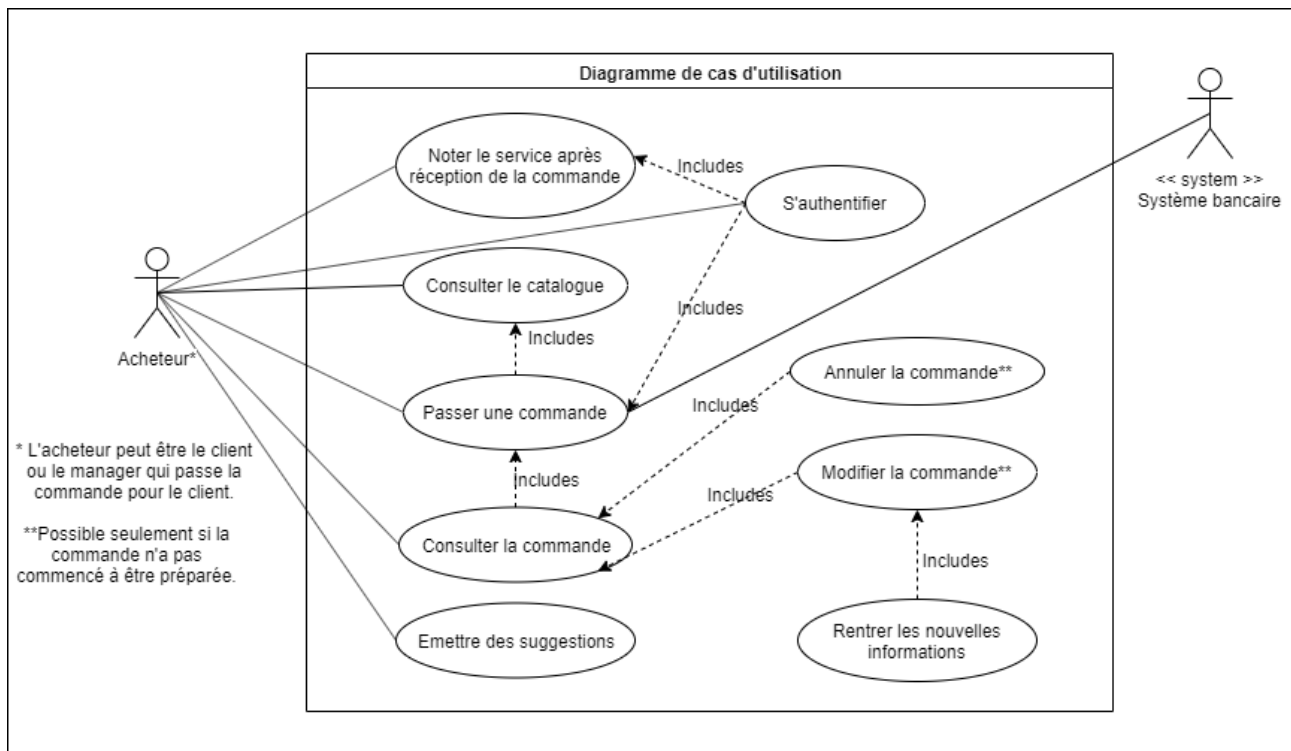 Diagramme de cas d'utilisation
Noter le service après
réception de la commande
Includes
S'authentifier
<< system >>
Système bancaire
Consulter le catalogue
Includes
Includes
Acheteur*
Passer une commande
Annuler la commande**
Includes
* L'acheteur peut être le client
ou le manager qui passe la
commande pour le client.
Modifier la commande**
Includes
Includes
**Possible seulement si la
commande n'a pas
commencé à être préparée.
Consulter la commande
Includes
Emettre des suggestions
Rentrer les nouvelles
informations